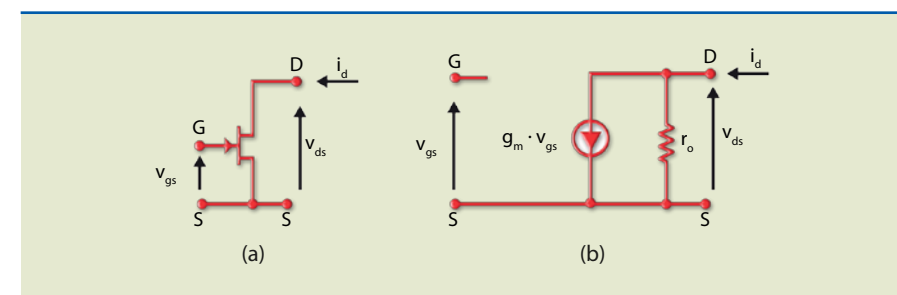 G
D
i_d
v_gs
v_ds
S
S
(a)
G
D
i_d
v_gs
g_m · v_gs
r_o
v_ds
S
S
(b)